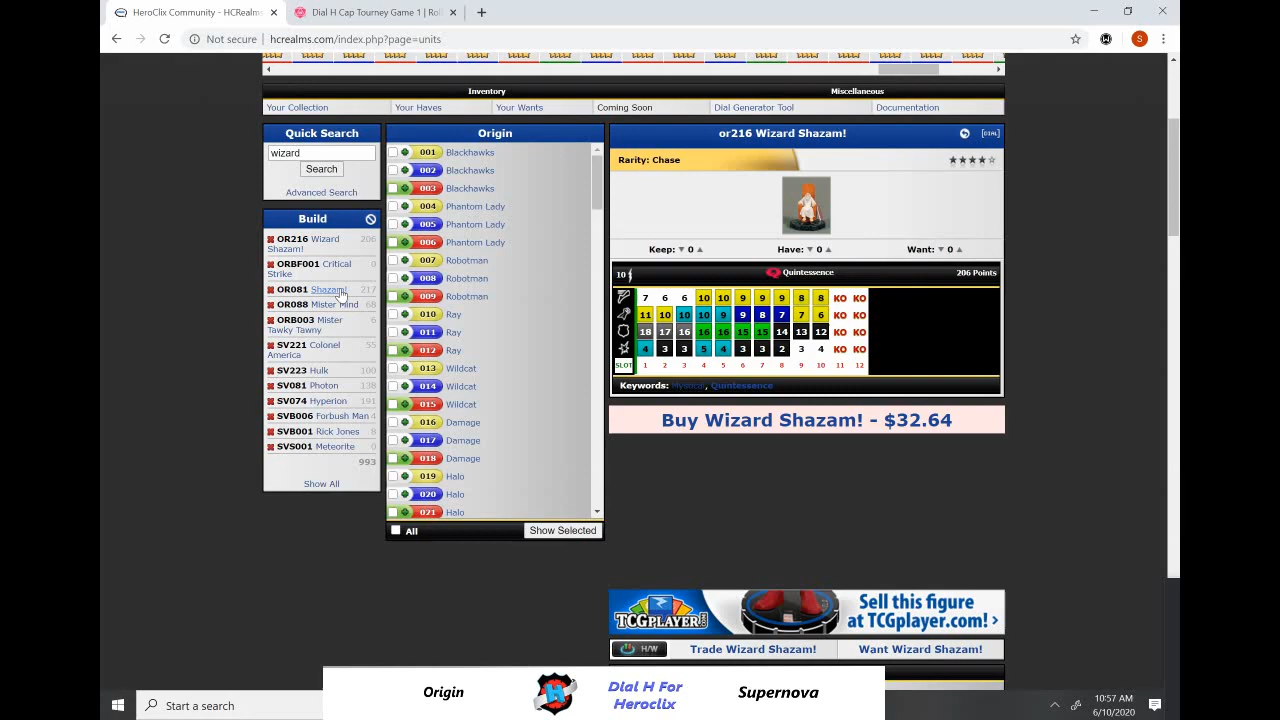 HeroClix Community - HCRealms
Dial H Cap Tourney Game 1 | Roll
Not secure | hcrealms.com/index.php?page=units
S
Inventory
Miscellaneous
Your Collection
Your Haves
Your Wants
Coming Soon
Dial Generator Tool
Documentation
Quick Search
wizard
Search
Advanced Search
Build
OR216 Wizard Shazam! 206
ORBF001 Critical Strike 0
OR081 Shazam! 217
OR088 Mister Mind 68
ORB003 Mister Tawky Tawny 6
SV221 Colonel America 55
SV223 Hulk 100
SV081 Photon 138
SV074 Hyperion 191
SVB006 Forbush Man 4
SVB001 Rick Jones 8
SVS001 Meteorite 0
993
Show All
Origin
001 Blackhawks
002 Blackhawks
003 Blackhawks
004 Phantom Lady
005 Phantom Lady
006 Phantom Lady
007 Robotman
008 Robotman
009 Robotman
010 Ray
011 Ray
012 Ray
013 Wildcat
014 Wildcat
015 Wildcat
016 Damage
017 Damage
018 Damage
019 Halo
020 Halo
021 Halo
All
Show Selected
or216 Wizard Shazam!
[DIAL]
Rarity: Chase
Keep: 0
Have: 0
Want: 0
10
Quintessence
206 Points
7 6 6 10 10 9 9 9 8 8 KO KO
11 10 10 10 9 9 8 7 7 6 KO KO
18 17 16 16 16 15 15 14 13 12 KO KO
4 3 3 5 4 3 3 2 3 4 KO KO
SLOT 1 2 3 4 5 6 7 8 9 10 11 12
Keywords: Mystical, Quintessence
Buy Wizard Shazam! - $32.64
TCGPLAYER
Sell this figure
at TCGplayer.com! ›
H/W
Trade Wizard Shazam!
Want Wizard Shazam!
Origin
Dial H For
Heroclix
Supernova
Start a search
10:57 AM
6/10/2020